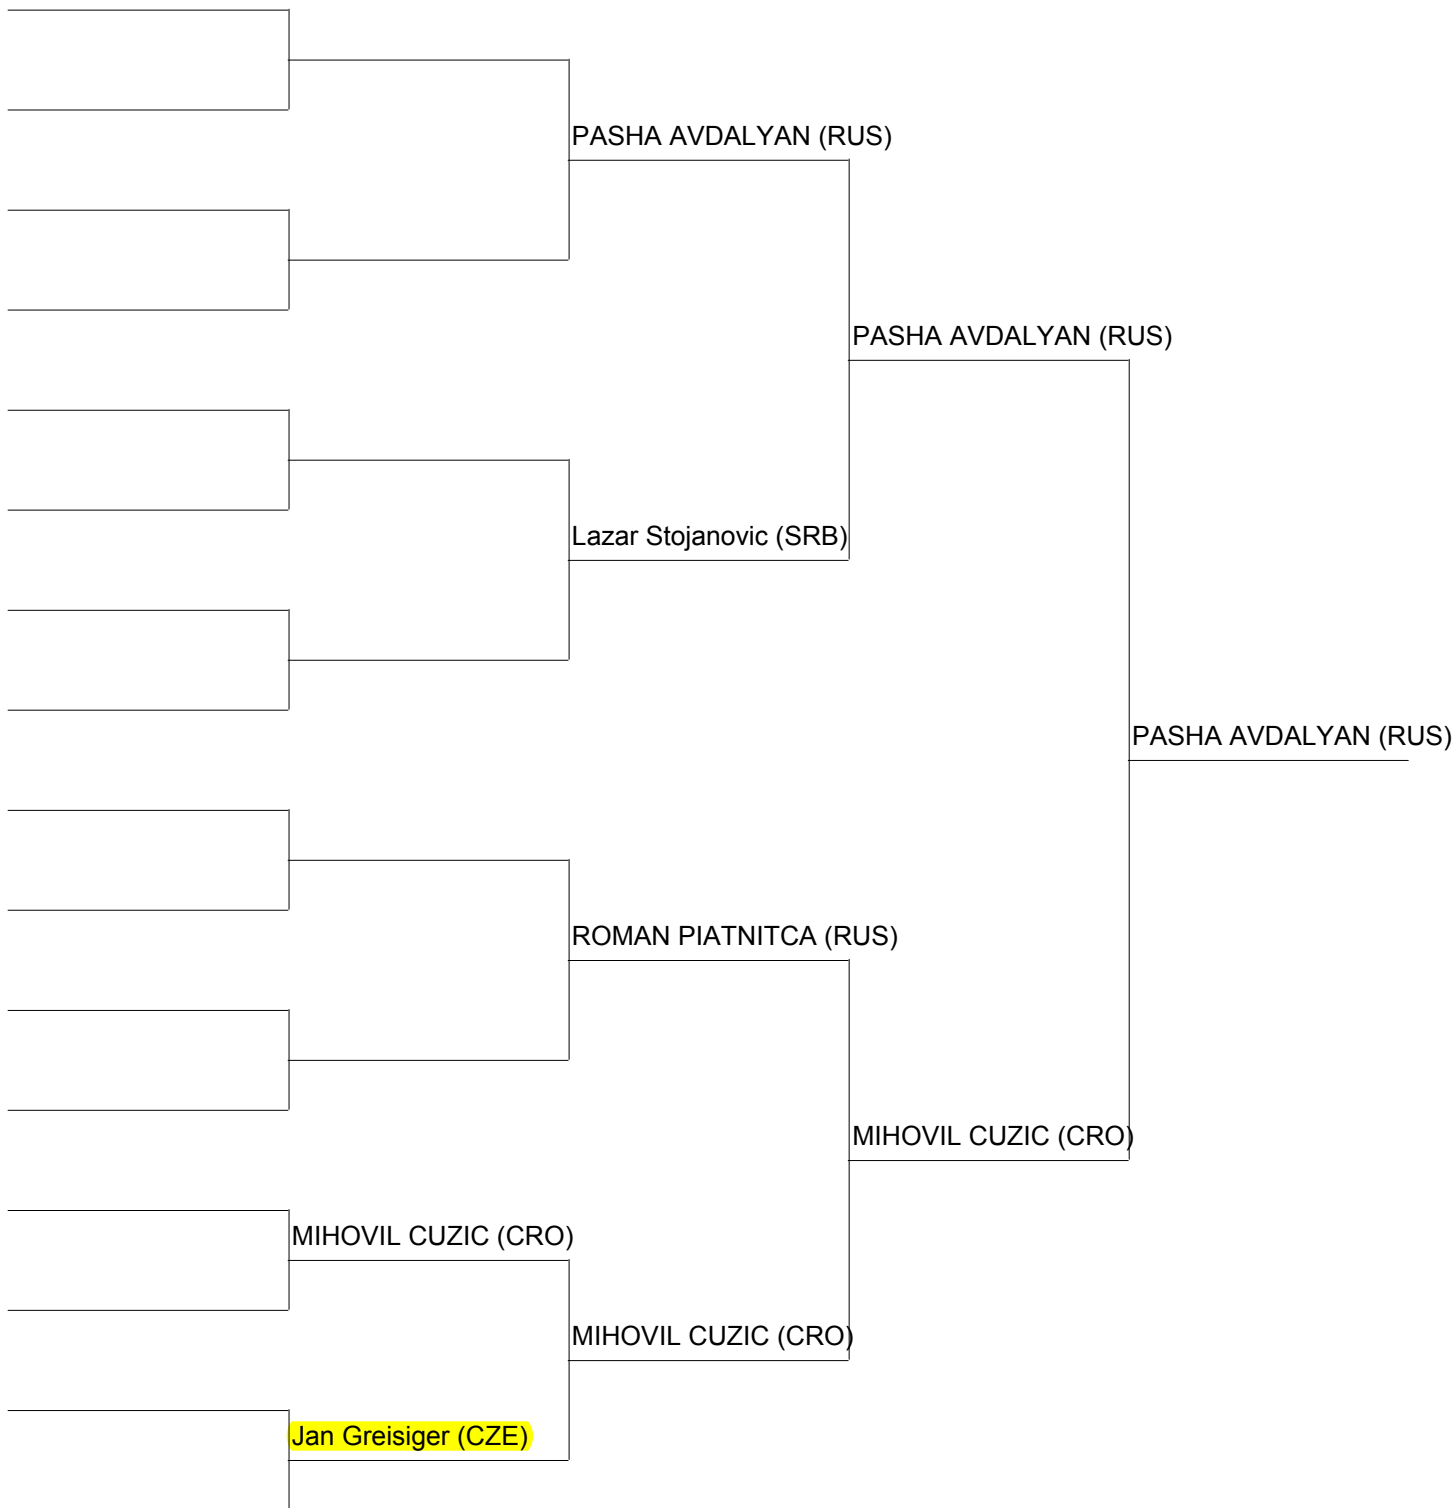 PASHA AVDALYAN (RUS)
PASHA AVDALYAN (RUS)
Lazar Stojanovic (SRB)
PASHA AVDALYAN (RUS)
ROMAN PIATNITCA (RUS)
MIHOVIL CUZIC (CRO)
MIHOVIL CUZIC (CRO)
MIHOVIL CUZIC (CRO)
Jan Greisiger (CZE)